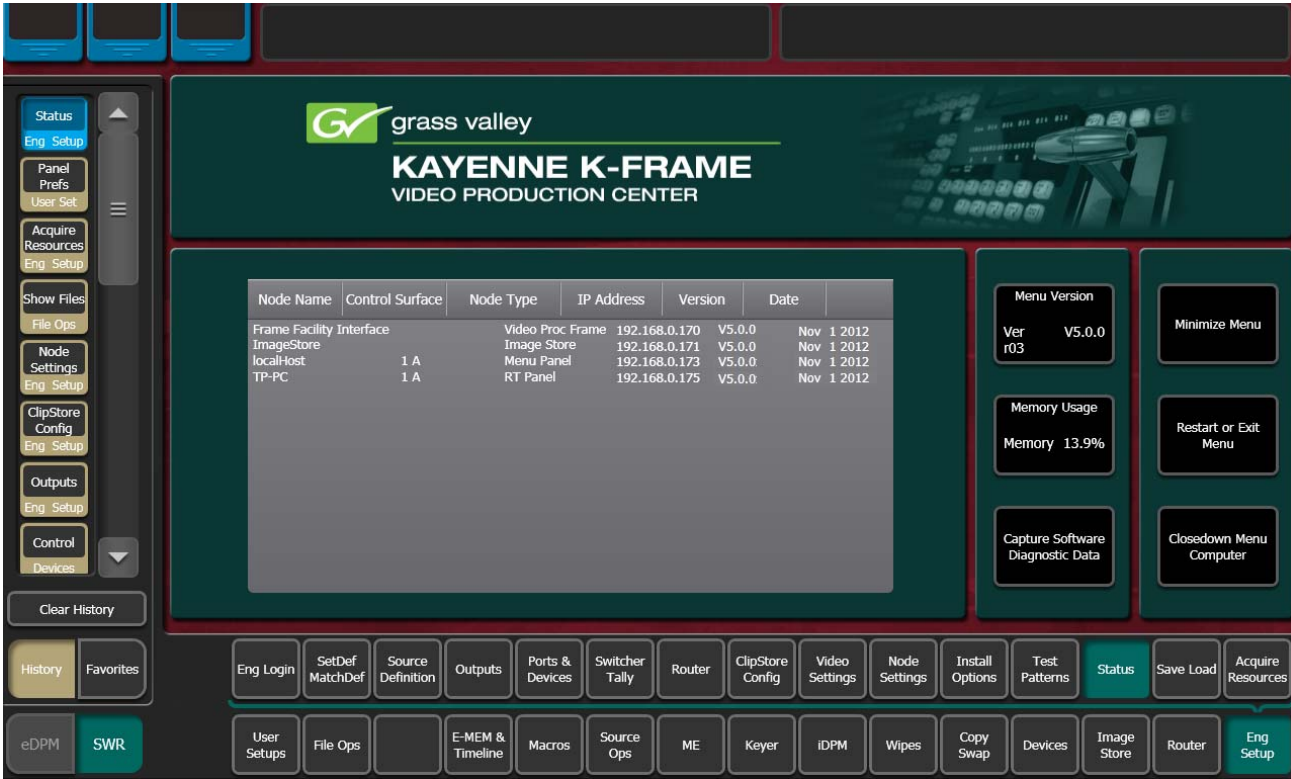 Status
Eng Setup
Panel
Prefs
User Set
Acquire
Resources
Eng Setup
Show Files
File Ops
Node
Settings
Eng Setup
ClipStore
Config
Eng Setup
Outputs
Eng Setup
Control
Devices
Clear History
History
Favorites
eDPM
SWR
GV grass valley
KAYENNE K-FRAME
VIDEO PRODUCTION CENTER
Node Name Control Surface Node Type IP Address Version Date
Frame Facility Interface Video Proc Frame 192.168.0.170 V5.0.0 Nov 1 2012
ImageStore Image Store 192.168.0.171 V5.0.0 Nov 1 2012
localHost 1 A Menu Panel 192.168.0.173 V5.0.0 Nov 1 2012
TP-PC 1 A RT Panel 192.168.0.175 V5.0.0 Nov 1 2012
Menu Version
Ver V5.0.0
r03
Memory Usage
Memory 13.9%
Capture Software
Diagnostic Data
Minimize Menu
Restart or Exit
Menu
Closedown Menu
Computer
Eng Login
SetDef
MatchDef
Source
Definition
Outputs
Ports &
Devices
Switcher
Tally
Router
ClipStore
Config
Video
Settings
Node
Settings
Install
Options
Test
Patterns
Status
Save Load
Acquire
Resources
User
Setups
File Ops
E-MEM &
Timeline
Macros
Source
Ops
ME
Keyer
iDPM
Wipes
Copy
Swap
Devices
Image
Store
Router
Eng
Setup